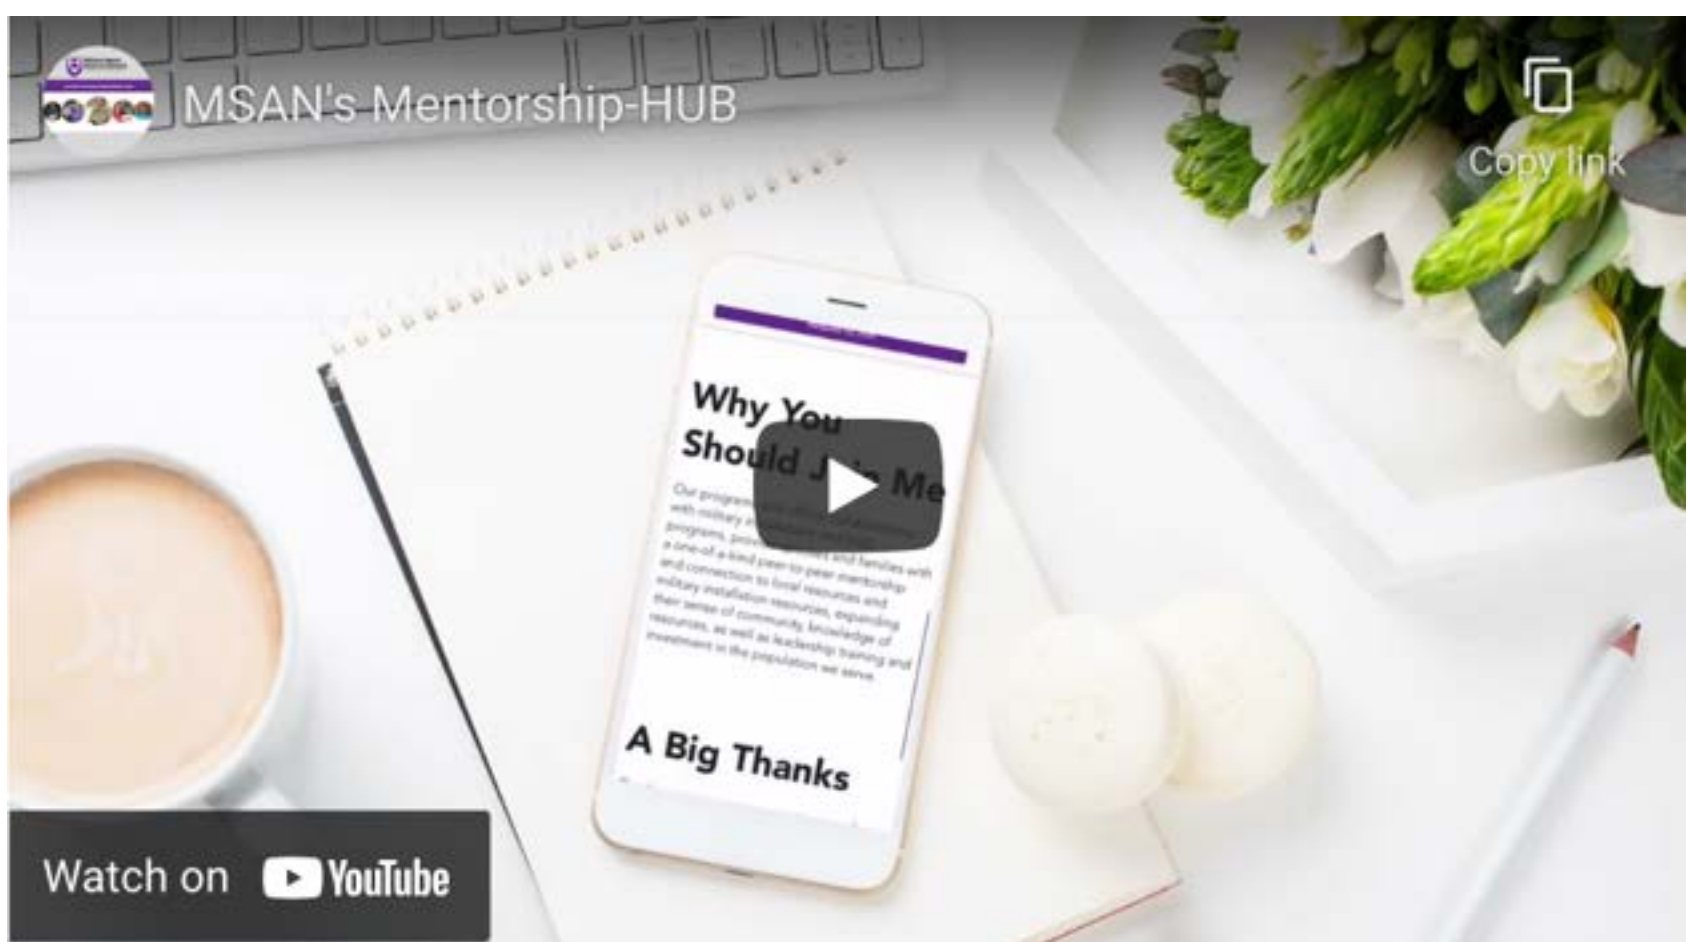 MSAN's Mentorship-HUB
Copy link
Why You
Should Join Me
Our program
with military
programs, and families with
a one-of-a-kind peer-to-peer mentorship
and connection to local resources and
military installation resources, expanding
their sense of community, knowledge of
resources, as well as leadership training and
investment in the population we serve.
A Big Thanks
Watch on YouTube